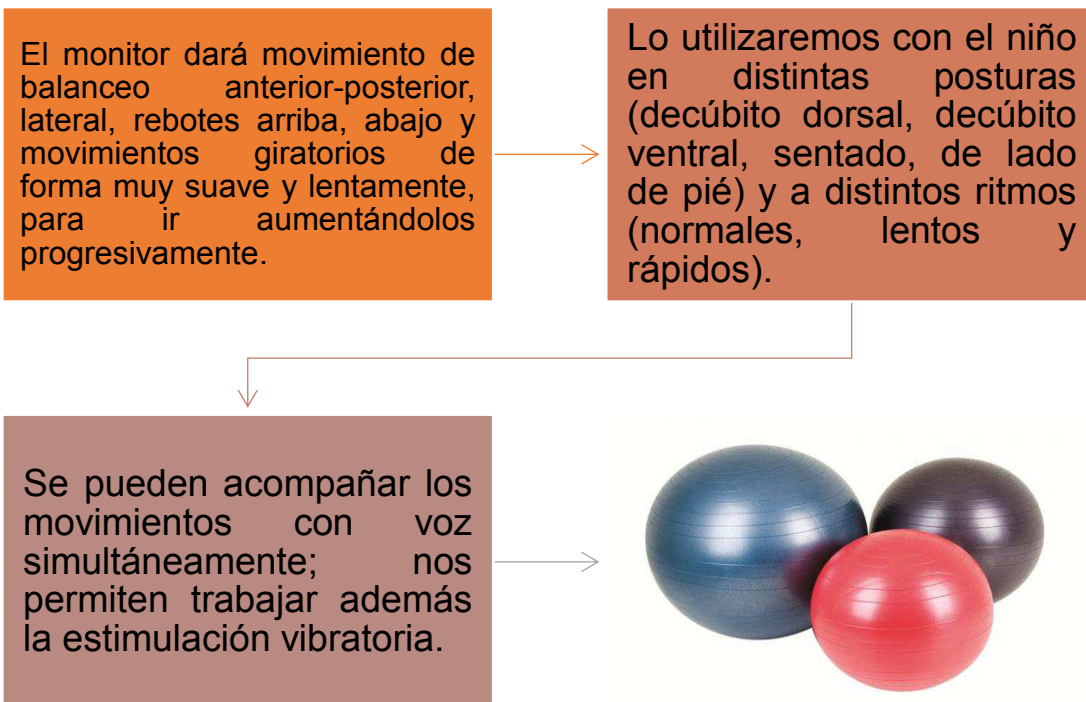 El monitor dará movimiento de
balanceo anterior-posterior,
lateral, rebotes arriba, abajo y
movimientos giratorios de
forma muy suave y lentamente,
para ir aumentándolos
progresivamente.
Lo utilizaremos con el niño
en distintas posturas
(decúbito dorsal, decúbito
ventral, sentado, de lado
de pié) y a distintos ritmos
(normales, lentos y
rápidos).
Se pueden acompañar los
movimientos con voz
simultáneamente; nos
permiten trabajar además
la estimulación vibratoria.